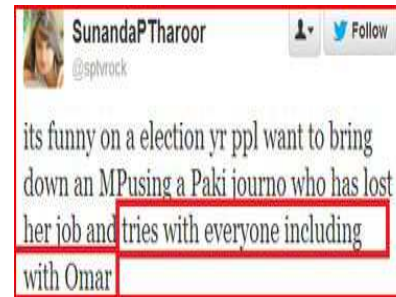 SunandaPTharoor
Follow
@sptvrock
its funny on a election yr ppl want to bring
down an MPusing a Paki journo who has lost
her job and tries with everyone including
with Omar